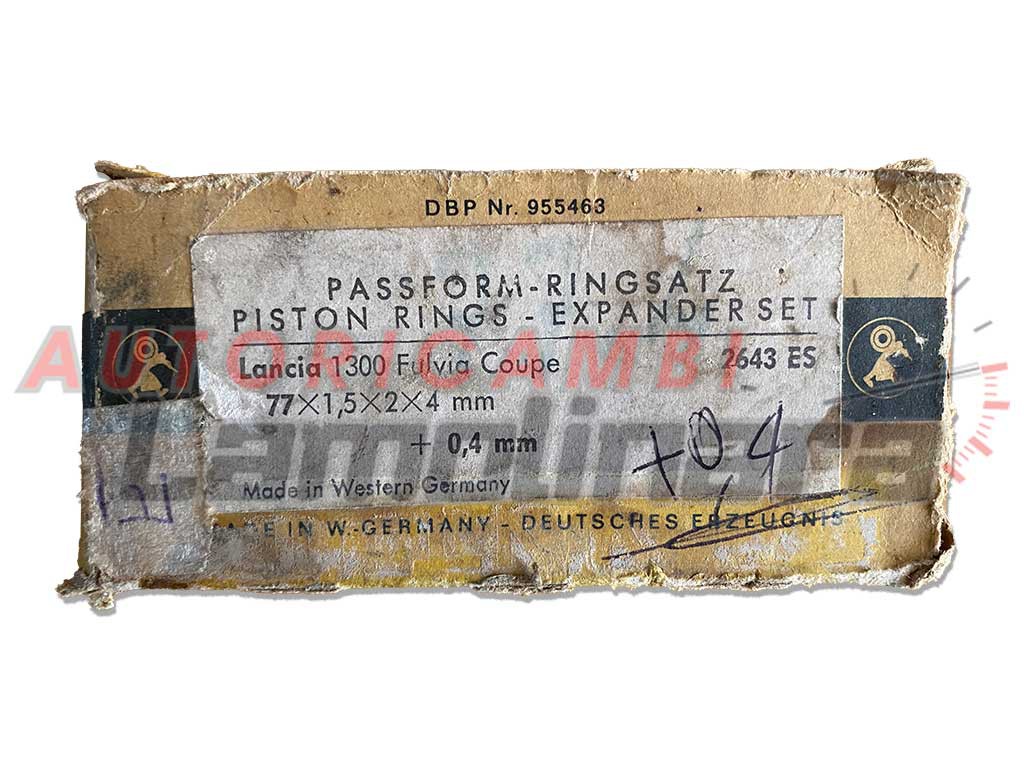 DBP Nr. 955463
PASSFORM-RINGSATZ
PISTON RINGS - EXPANDER SET
Lancia 1300 Fulvia Coupe 2643 ES
77×1,5×2×4 mm
+ 0,4 mm
+0,4
Made in Western Germany
E
MADE IN W.-GERMANY - DEUTSCHES ERZEUGNIS
AUTORICAMBI
Lampinara